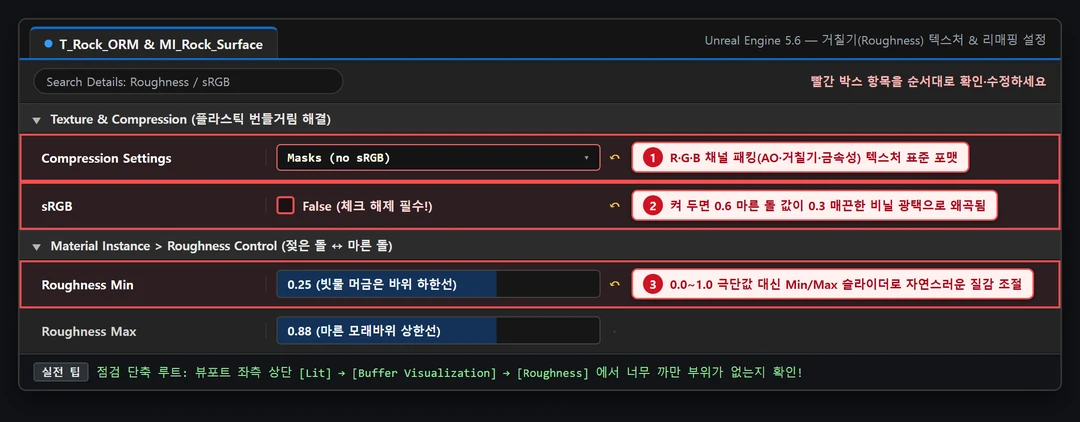 T_Rock_ORM & MI_Rock_Surface
Unreal Engine 5.6 — 거칠기(Roughness) 텍스처 & 리매핑 설정
Search Details: Roughness / sRGB
빨간 박스 항목을 순서대로 확인·수정하세요
▼ Texture & Compression (플라스틱 번들거림 해결)
Compression Settings
Masks (no sRGB)
1 R·G·B 채널 패킹(AO·거칠기·금속성) 텍스처 표준 포맷
sRGB
False (체크 해제 필수!)
2 켜 두면 0.6 마른 돌 값이 0.3 매끈한 비닐 광택으로 왜곡됨
▼ Material Instance > Roughness Control (젖은 돌 ↔ 마른 돌)
Roughness Min
0.25 (빗물 머금은 바위 하한선)
3 0.0~1.0 극단값 대신 Min/Max 슬라이더로 자연스러운 질감 조절
Roughness Max
0.88 (마른 모래바위 상한선)
실전 팁 점검 단축 루트: 뷰포트 좌측 상단 [Lit] → [Buffer Visualization] → [Roughness] 에서 너무 까만 부위가 없는지 확인!